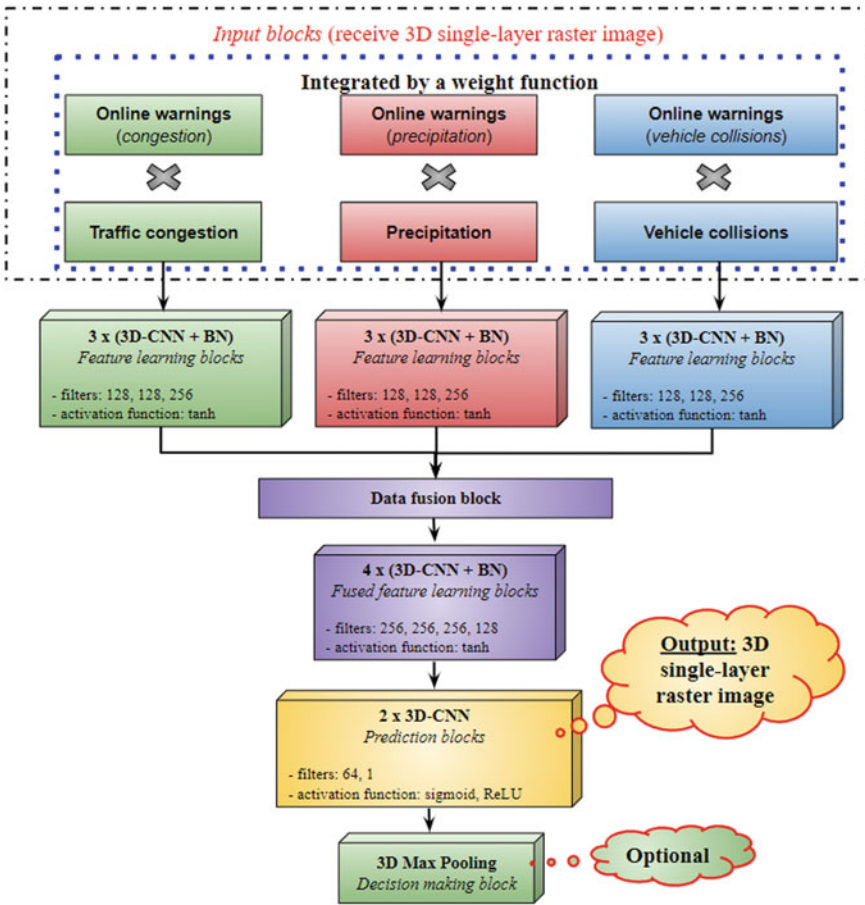 Input blocks (receive 3D single-layer raster image)
Integrated by a weight function
Online warnings
(congestion)
Online warnings
(precipitation)
Online warnings
(vehicle collisions)
Traffic congestion
Precipitation
Vehicle collisions
3 x (3D-CNN + BN)
Feature learning blocks
- filters: 128, 128, 256
- activation function: tanh
3 x (3D-CNN + BN)
Feature learning blocks
- filters: 128, 128, 256
- activation function: tanh
3 x (3D-CNN + BN)
Feature learning blocks
- filters: 128, 128, 256
- activation function: tanh
Data fusion block
4 x (3D-CNN + BN)
Fused feature learning blocks
- filters: 256, 256, 256, 128
- activation function: tanh
Output: 3D
single-layer
raster image
2 x 3D-CNN
Prediction blocks
- filters: 64, 1
- activation function: sigmoid, ReLU
3D Max Pooling
Decision making block
Optional